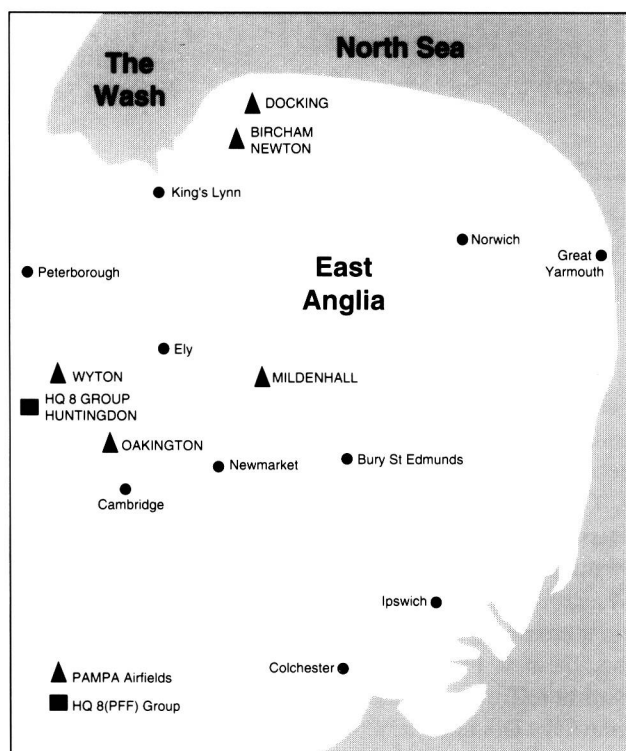 North Sea
The
Wash
DOCKING
BIRCHAM
NEWTON
King's Lynn
Norwich
Great
Yarmouth
Peterborough
East
Anglia
Ely
WYTON
MILDENHALL
HQ 8 GROUP
HUNTINGDON
OAKINGTON
Newmarket
Bury St Edmunds
Cambridge
Ipswich
Colchester
PAMPA Airfields
HQ 8(PFF) Group